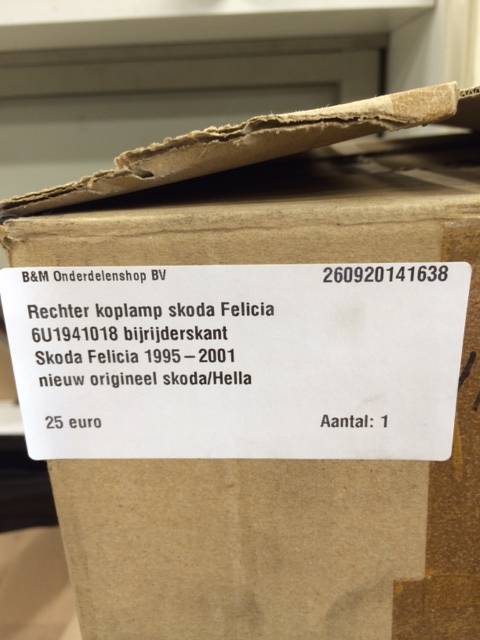 B&M Onderdelenshop BV 260920141638
Rechter koplamp skoda Felicia
6U1941018 bijrijderskant
Skoda Felicia 1995-2001
nieuw origineel skoda/Hella
25 euro Aantal: 1